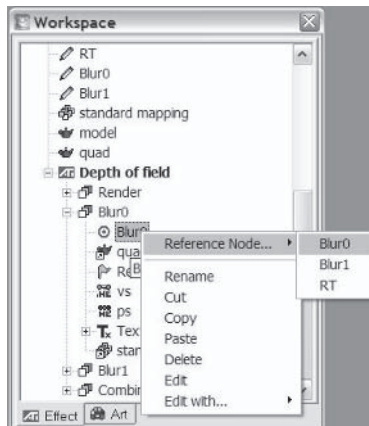 Workspace
RT
Blur0
Blur1
standard mapping
model
quad
Depth of field
Render
Blur0
Blur0
Reference Node...
Blur0
Blur1
RT
Rename
vs
Cut
ps
Copy
Paste
Delete
Blur1
Edit
Edit with...
Effect
Art